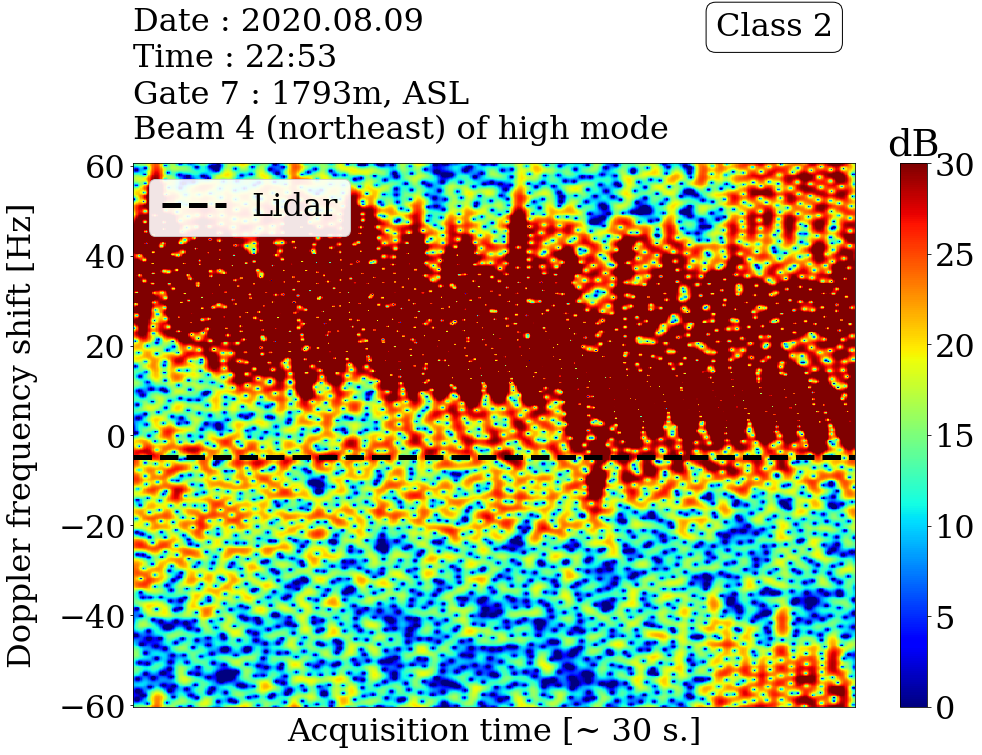 Date : 2020.08.09
Time : 22:53
Gate 7 : 1793m, ASL
Beam 4 (northeast) of high mode
Class 2
dB
Lidar
Doppler frequency shift [Hz]
60
40
20
0
−20
−40
−60
30
25
20
15
10
5
0
Acquisition time [~ 30 s.]